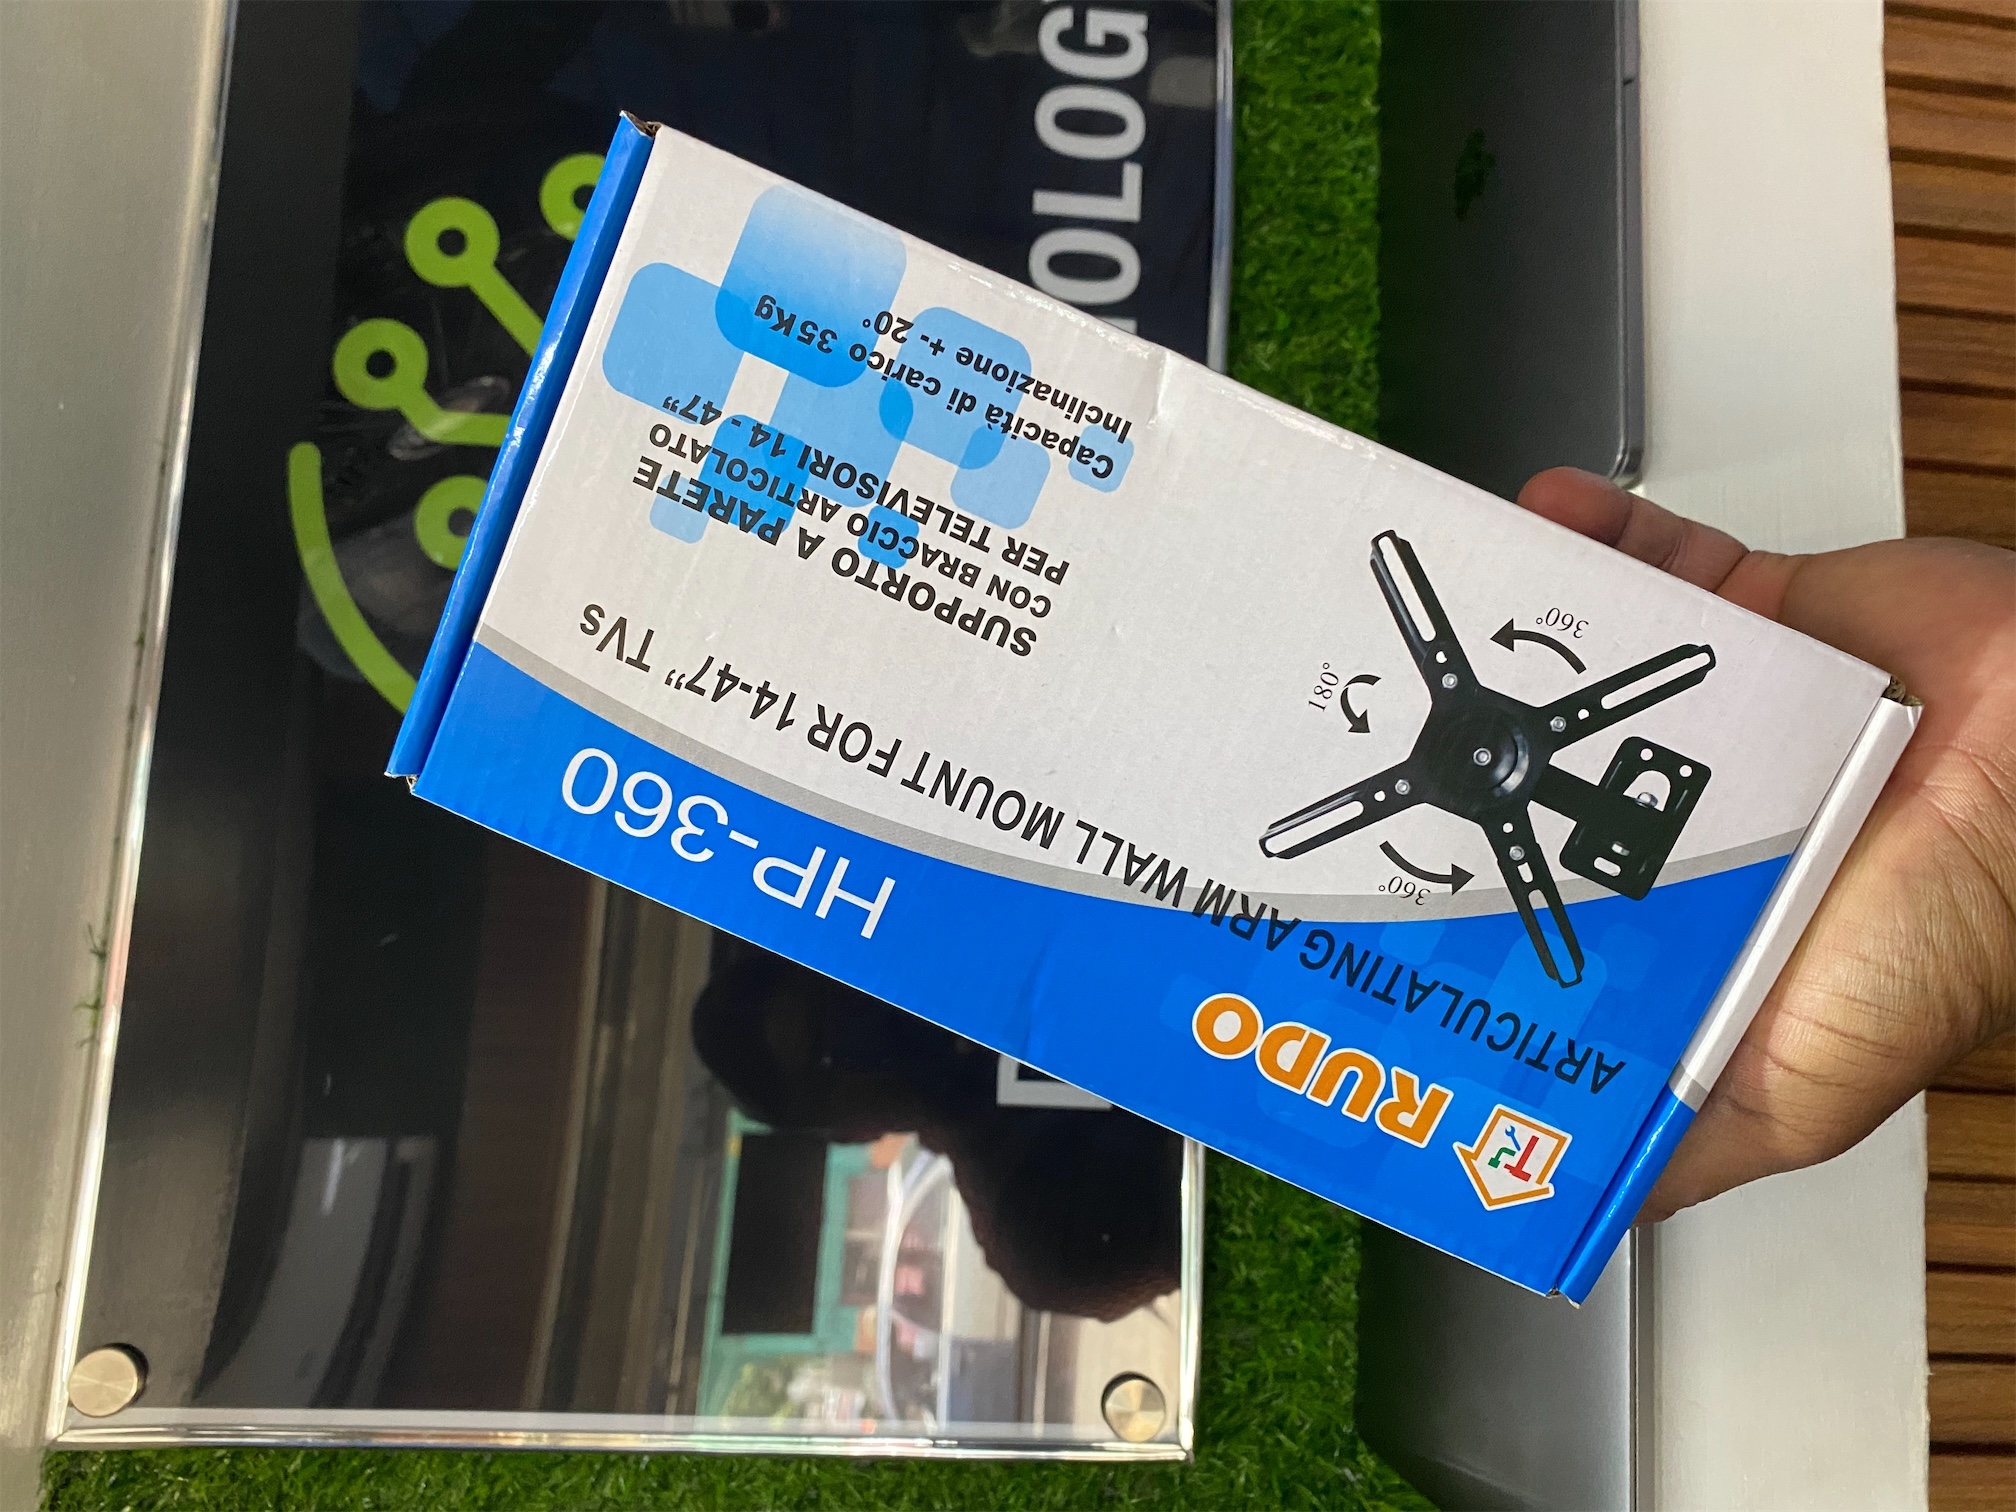 RUDO
HP-360
ARTICULATING ARM WALL MOUNT FOR 14-47” TVs
360°
180°
360°
SUPPORTO A PARETE
CON BRACCIO ARTICOLATO
PER TELEVISORI 14 - 47”
Capacità di carico 35Kg
Inclinazione +- 20°
OLOG